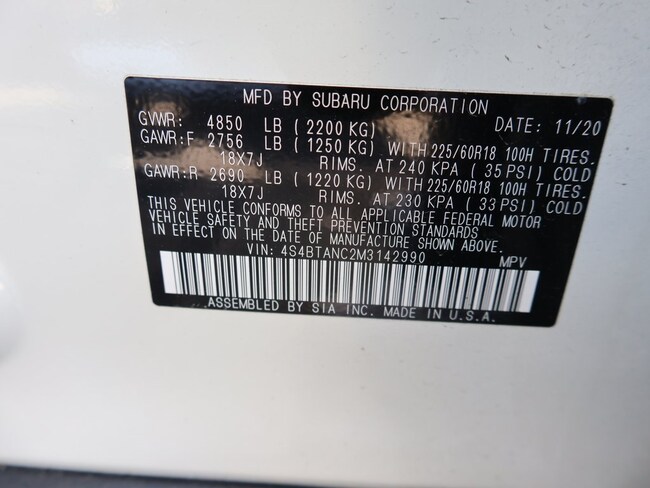 MFD BY SUBARU CORPORATION
GVWR: 4850 LB ( 2200 KG) DATE: 11/20
GAWR:F 2756 LB ( 1250 KG) WITH 225/60R18 100H TIRES.
18X7J RIMS. AT 240 KPA ( 35 PSI) COLD
GAWR:R 2690 LB ( 1220 KG) WITH 225/60R18 100H TIRES.
18X7J RIMS. AT 230 KPA ( 33 PSI) COLD
THIS VEHICLE CONFORMS TO ALL APPLICABLE FEDERAL MOTOR
VEHICLE SAFETY AND THEFT PREVENTION STANDARDS
IN EFFECT ON THE DATE OF MANUFACTURE SHOWN ABOVE.
VIN: 4S4BTANC2M3142990 MPV
ASSEMBLED BY SIA INC. MADE IN U.S.A.